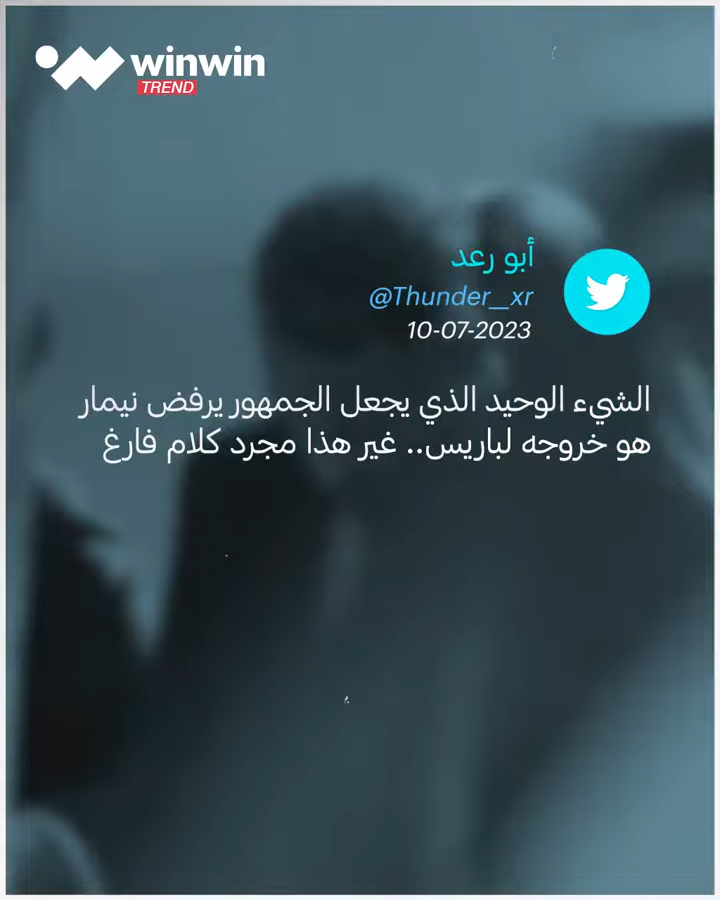 winwin
TREND
أبو رعد
@Thunder__xr
10-07-2023
الشيء الوحيد الذي يجعل الجمهور يرفض نيمار
هو خروجه لباريس.. غير هذا مجرد كلام فارغ